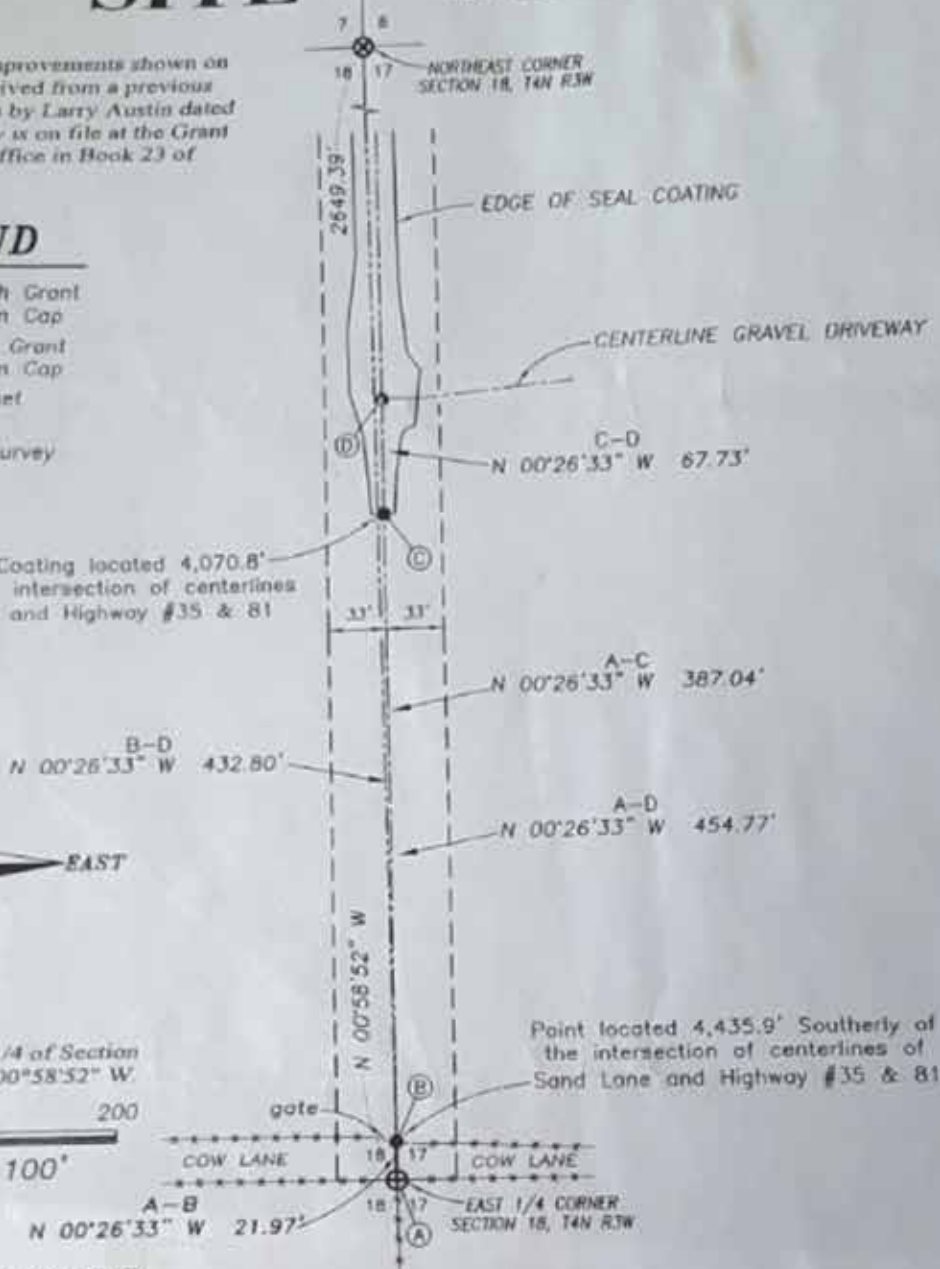 SITE
7 8
18 17
NORTHEAST CORNER
SECTION 18, T4N R3W
provements shown on
ived from a previous
by Larry Austin dated
is on file at the Grant
ffice in Book 23 of
2649.39'
EDGE OF SEAL COATING
ND
h Grant
n Cap
Grant
m Cap
et
urvey
CENTERLINE GRAVEL DRIVEWAY
D
C-D
N 00°26'33" W 67.73'
C
Coating located 4,070.8'
intersection of centerlines
and Highway #35 & 81
33' 33'
A-C
N 00°26'33" W 387.04'
B-D
N 00°26'33" W 432.80'
A-D
N 00°26'33" W 454.77'
EAST
N 00°58'52" W
/4 of Section
00°58'52" W.
200
100'
Point located 4,435.9' Southerly of
the intersection of centerlines of
Sand Lane and Highway #35 & 81
B
gate
18 17
COW LANE COW LANE
A-B
N 00°26'33" W 21.97'
18 17
EAST 1/4 CORNER
SECTION 18, T4N R3W
A